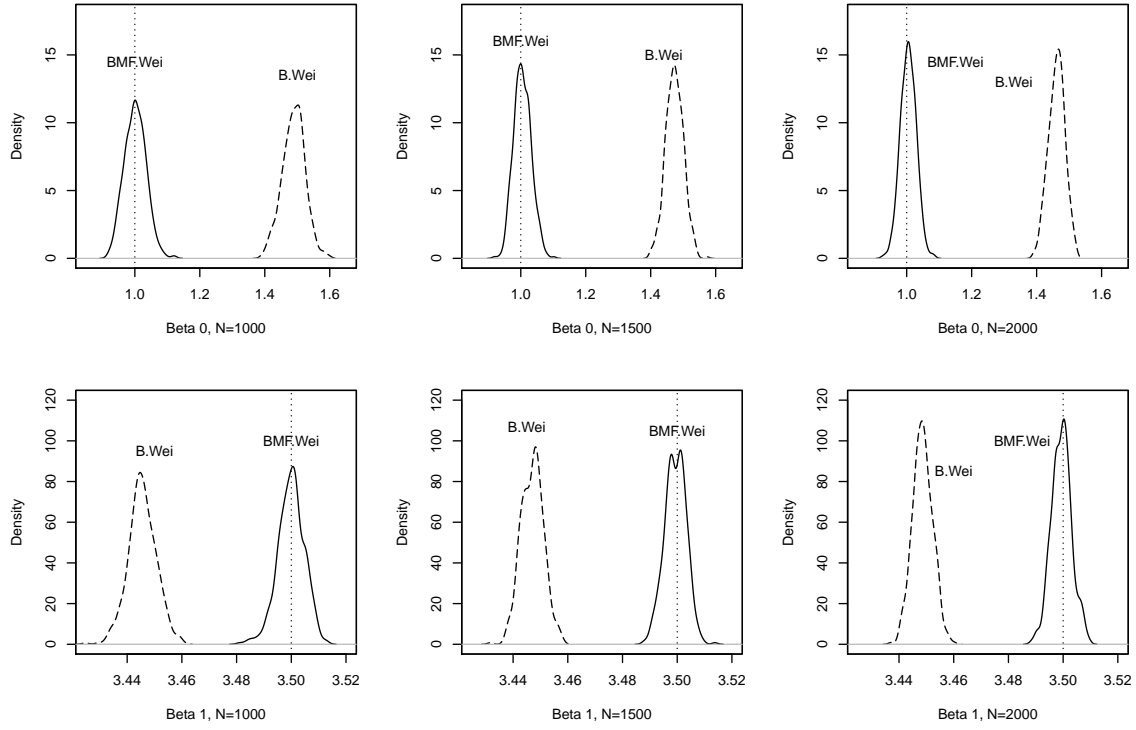 BMF.Wei
B.Wei
Density
0 5 10 15
1.0 1.2 1.4 1.6
Beta 0, N=1000
BMF.Wei
B.Wei
Density
0 5 10 15
1.0 1.2 1.4 1.6
Beta 0, N=1500
BMF.Wei
B.Wei
Density
0 5 10 15
1.0 1.2 1.4 1.6
Beta 0, N=2000
B.Wei
BMF.Wei
Density
0 20 40 60 80 100 120
3.44 3.46 3.48 3.50 3.52
Beta 1, N=1000
B.Wei
BMF.Wei
Density
0 20 40 60 80 100 120
3.44 3.46 3.48 3.50 3.52
Beta 1, N=1500
BMF.Wei
B.Wei
Density
0 20 40 60 80 100 120
3.44 3.46 3.48 3.50 3.52
Beta 1, N=2000